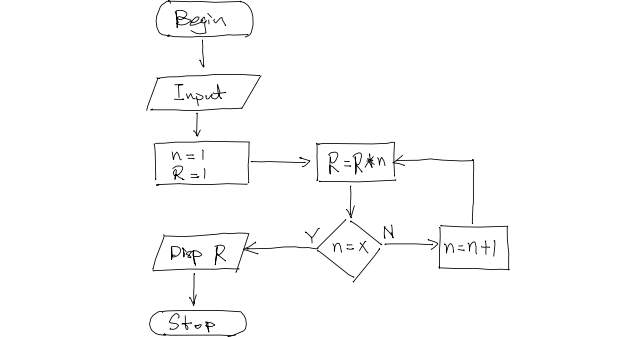 Begin
Input
n=1
R=1
R=R*n
n=x
Y
N
n=n+1
Disp R
Stop